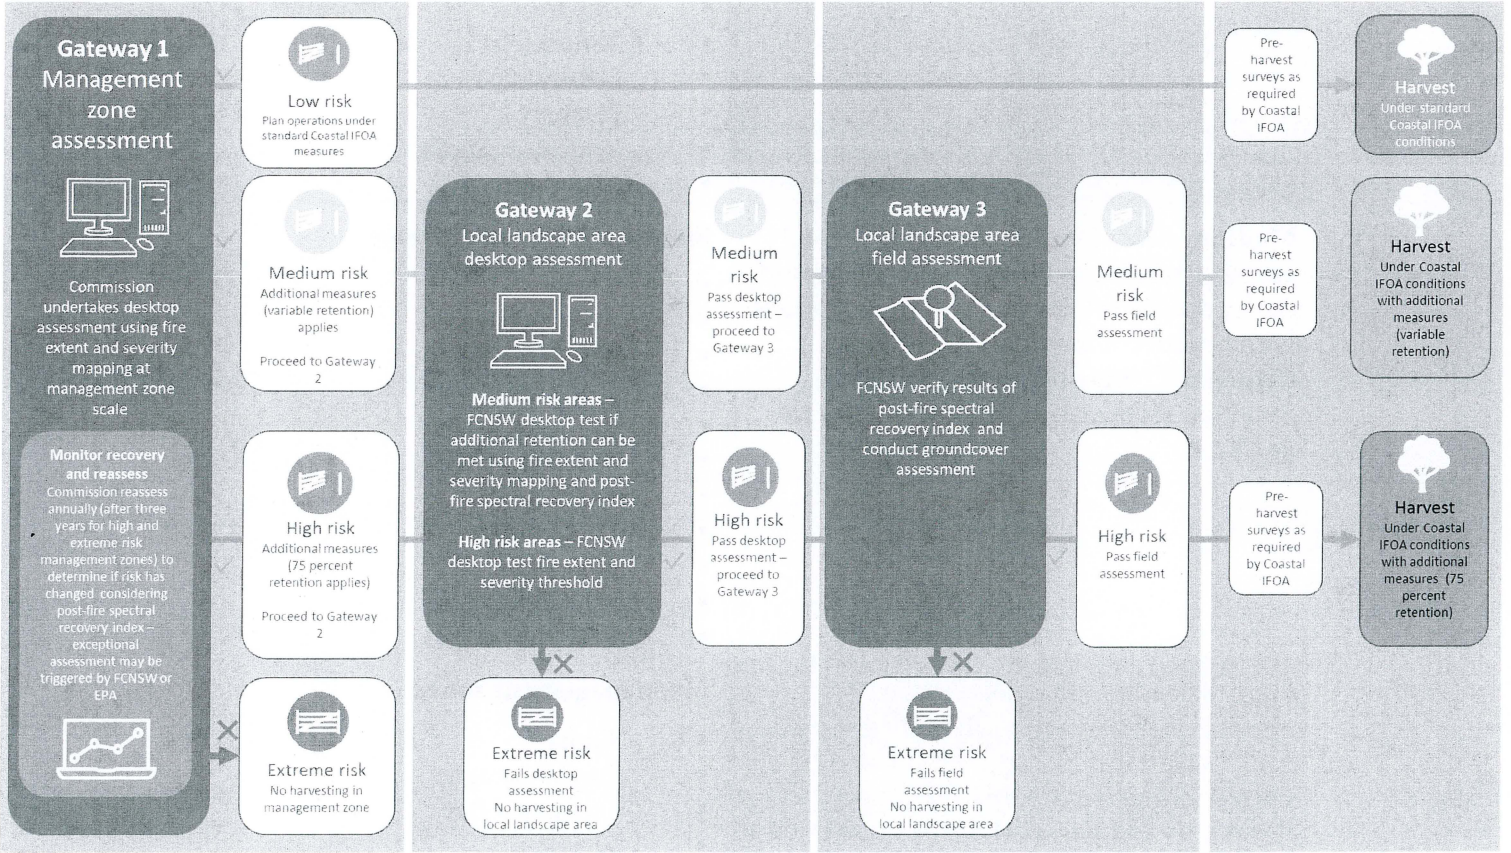 Gateway 1
Management
zone
assessment
Commission
undertakes desktop
assessment using fire
extent and severity
mapping at
management zone
scale
Monitor recovery
and reassess
Commission reassess
annually (after three
years for high and
extreme risk
management zones) to
determine if risk has
changed considering
post-fire spectral
recovery index –
exceptional
assessment may be
triggered by FCNSW or
EPA
Low risk
Plan operations under
standard Coastal IFOA
measures
Medium risk
Additional measures
(variable retention)
applies
Proceed to Gateway
2
High risk
Additional measures
(75 percent
retention applies)
Proceed to Gateway
2
Extreme risk
No harvesting in
management zone
Gateway 2
Local landscape area
desktop assessment
Medium risk areas –
FCNSW desktop test if
additional retention can be
met using fire extent and
severity mapping and post-
fire spectral recovery index
High risk areas – FCNSW
desktop test fire extent and
severity threshold
Extreme risk
Fails desktop
assessment
No harvesting in
local landscape area
Medium
risk
Pass desktop
assessment –
proceed to
Gateway 3
High risk
Pass desktop
assessment –
proceed to
Gateway 3
Gateway 3
Local landscape area
field assessment
FCNSW verify results of
post-fire spectral
recovery index and
conduct groundcover
assessment
Extreme risk
Fails field
assessment
No harvesting in
local landscape area
Medium
risk
Pass field
assessment
High risk
Pass field
assessment
Pre-
harvest
surveys as
required
by Coastal
IFOA
Harvest
Under standard
Coastal IFOA
conditions
Pre-
harvest
surveys as
required
by Coastal
IFOA
Harvest
Under Coastal
IFOA conditions
with additional
measures
(variable
retention)
Pre-
harvest
surveys as
required
by Coastal
IFOA
Harvest
Under Coastal
IFOA conditions
with additional
measures (75
percent
retention)